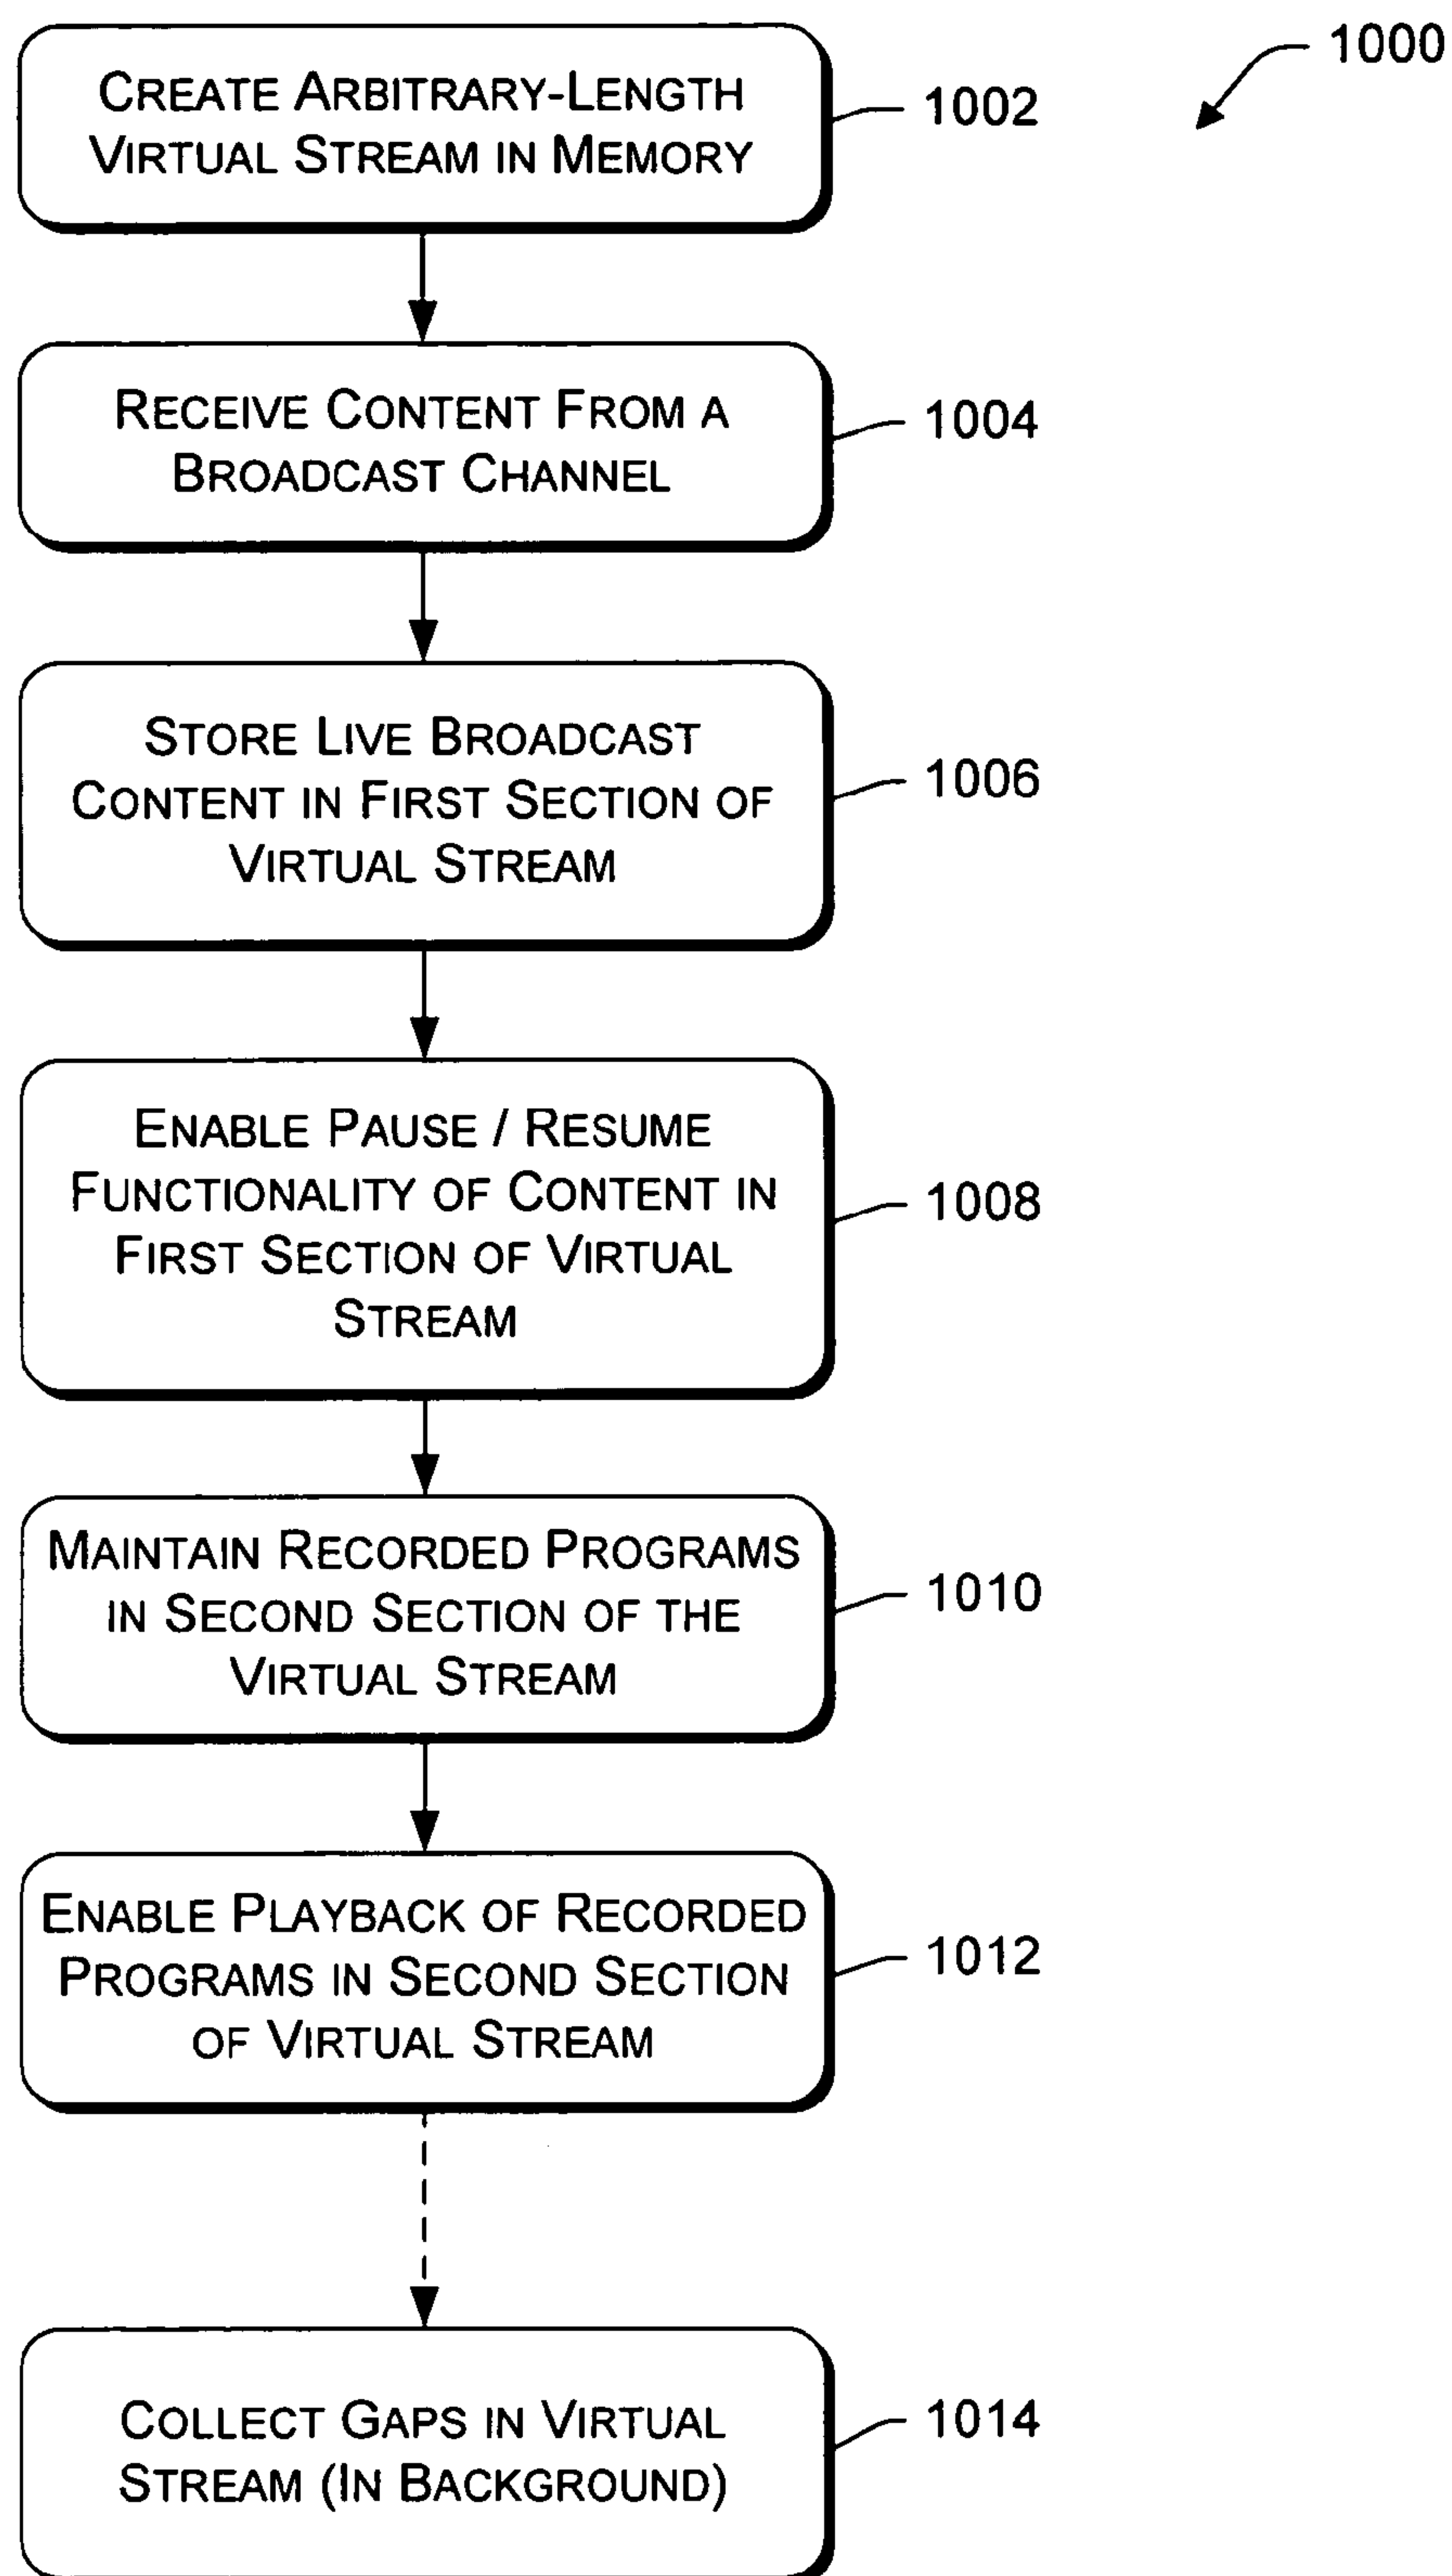 1000
CREATE ARBITRARY-LENGTH
VIRTUAL STREAM IN MEMORY
1002
RECEIVE CONTENT FROM A
BROADCAST CHANNEL
1004
STORE LIVE BROADCAST
CONTENT IN FIRST SECTION OF
VIRTUAL STREAM
1006
ENABLE PAUSE / RESUME
FUNCTIONALITY OF CONTENT IN
FIRST SECTION OF VIRTUAL
STREAM
1008
MAINTAIN RECORDED PROGRAMS
IN SECOND SECTION OF THE
VIRTUAL STREAM
1010
ENABLE PLAYBACK OF RECORDED
PROGRAMS IN SECOND SECTION
OF VIRTUAL STREAM
1012
COLLECT GAPS IN VIRTUAL
STREAM (IN BACKGROUND)
1014